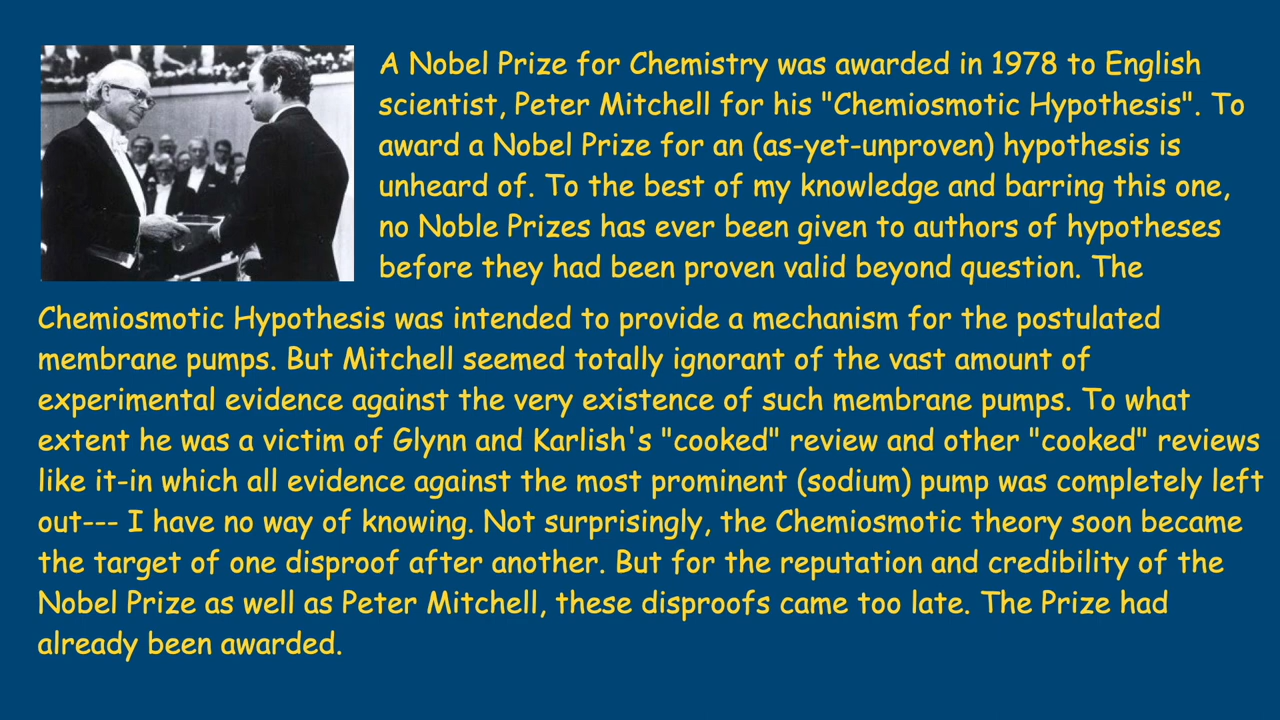 A Nobel Prize for Chemistry was awarded in 1978 to English
scientist, Peter Mitchell for his "Chemiosmotic Hypothesis". To
award a Nobel Prize for an (as-yet-unproven) hypothesis is
unheard of. To the best of my knowledge and barring this one,
no Noble Prizes has ever been given to authors of hypotheses
before they had been proven valid beyond question. The
Chemiosmotic Hypothesis was intended to provide a mechanism for the postulated
membrane pumps. But Mitchell seemed totally ignorant of the vast amount of
experimental evidence against the very existence of such membrane pumps. To what
extent he was a victim of Glynn and Karlish's "cooked" review and other "cooked" reviews
like it-in which all evidence against the most prominent (sodium) pump was completely left
out--- I have no way of knowing. Not surprisingly, the Chemiosmotic theory soon became
the target of one disproof after another. But for the reputation and credibility of the
Nobel Prize as well as Peter Mitchell, these disproofs came too late. The Prize had
already been awarded.